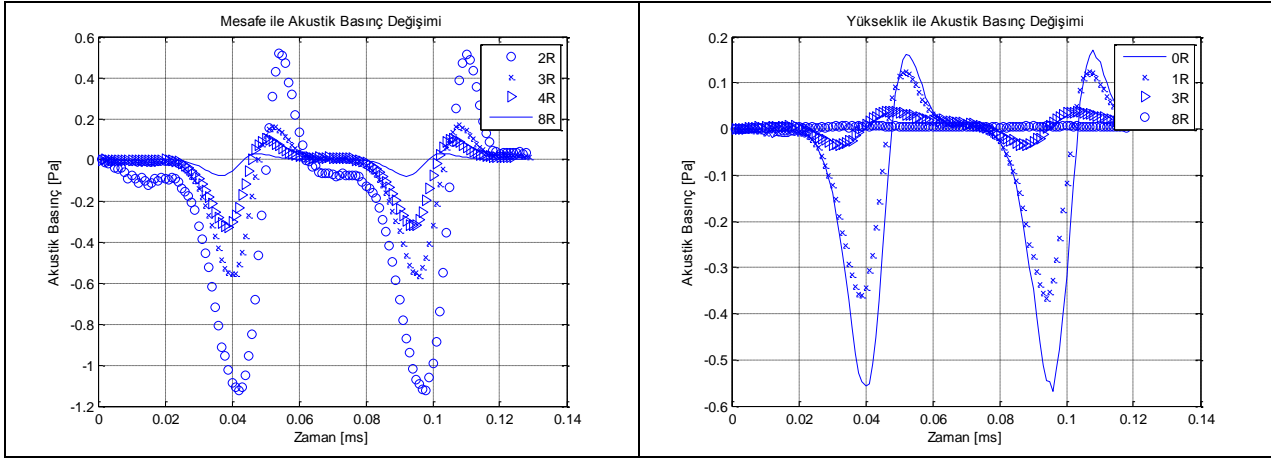 Mesafe ile Akustik Basınç Değişimi
0.6
0.4
0.2
0
-0.2
-0.4
-0.6
-0.8
-1
-1.2
Akustik Basınç [Pa]
0 0.02 0.04 0.06 0.08 0.1 0.12 0.14
Zaman [ms]
2R
3R
4R
8R
Yükseklik ile Akustik Basınç Değişimi
0.2
0.1
0
-0.1
-0.2
-0.3
-0.4
-0.5
-0.6
Akustik Basınç [Pa]
0 0.02 0.04 0.06 0.08 0.1 0.12 0.14
Zaman [ms]
0R
1R
3R
8R